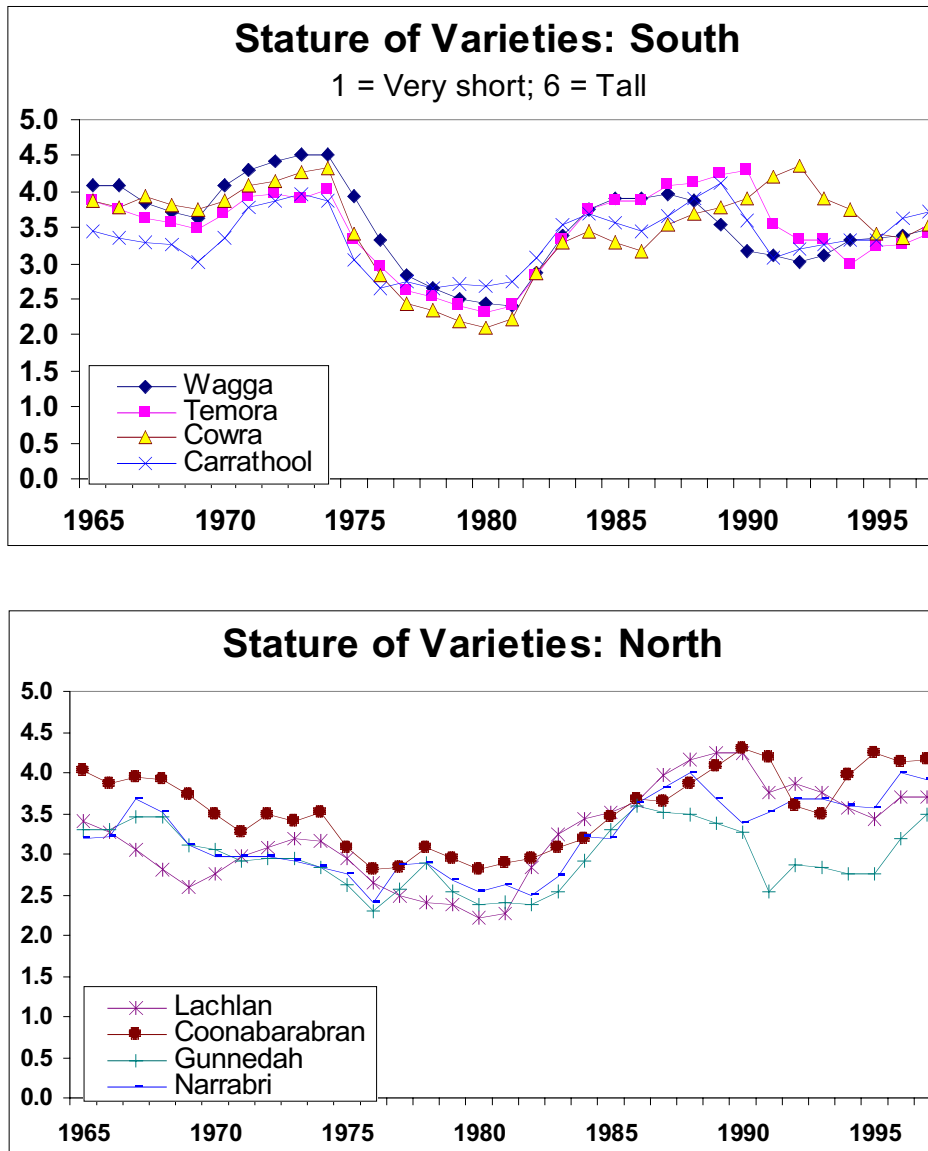 Stature of Varieties: South
1 = Very short; 6 = Tall
5.0
4.5
4.0
3.5
3.0
2.5
2.0
1.5
1.0
0.5
0.0
Wagga
Temora
Cowra
Carrathool
1965 1970 1975 1980 1985 1990 1995
Stature of Varieties: North
5.0
4.5
4.0
3.5
3.0
2.5
2.0
1.5
1.0
0.5
0.0
Lachlan
Coonabarabran
Gunnedah
Narrabri
1965 1970 1975 1980 1985 1990 1995